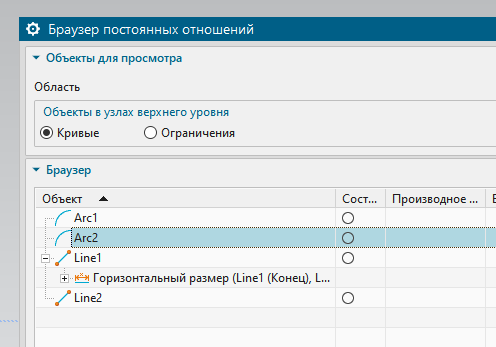 Браузер постоянных отношений
Объекты для просмотра
Область
Объекты в узлах верхнего уровня
Кривые Ограничения
Браузер
Объект Сост... Производное ...
Arc1
Arc2
Line1
Горизонтальный размер (Line1 (Конец), L...
Line2